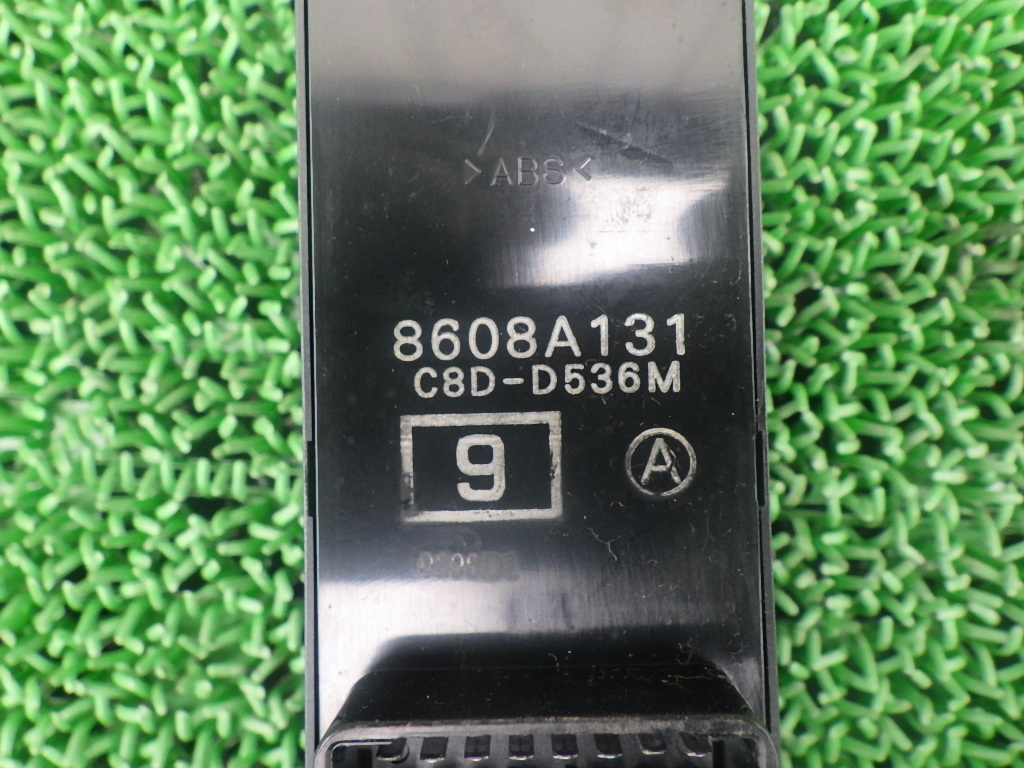 >ABS<
8608A131
C8D-D536M
9 A